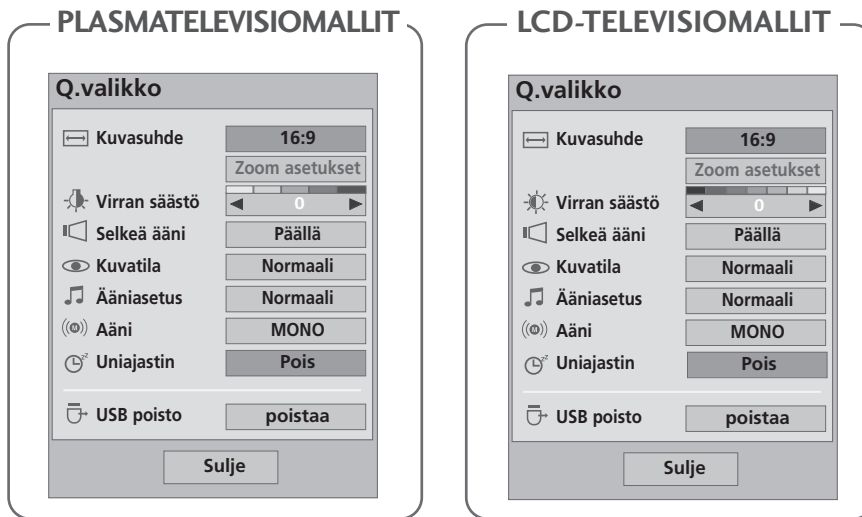 PLASMATELEVISIOMALLIT
Q.valikko
Kuvasuhde 16:9
Zoom asetukset
Virran säästö ◄ 0 ►
Selkeä ääni Päällä
Kuvatila Normaali
Ääniasetus Normaali
Aäni MONO
Uniajastin Pois
USB poisto poistaa
Sulje
LCD-TELEVISIOMALLIT
Q.valikko
Kuvasuhde 16:9
Zoom asetukset
Virran säästö ◄ 0 ►
Selkeä ääni Päällä
Kuvatila Normaali
Ääniasetus Normaali
Aäni MONO
Uniajastin Pois
USB poisto poistaa
Sulje